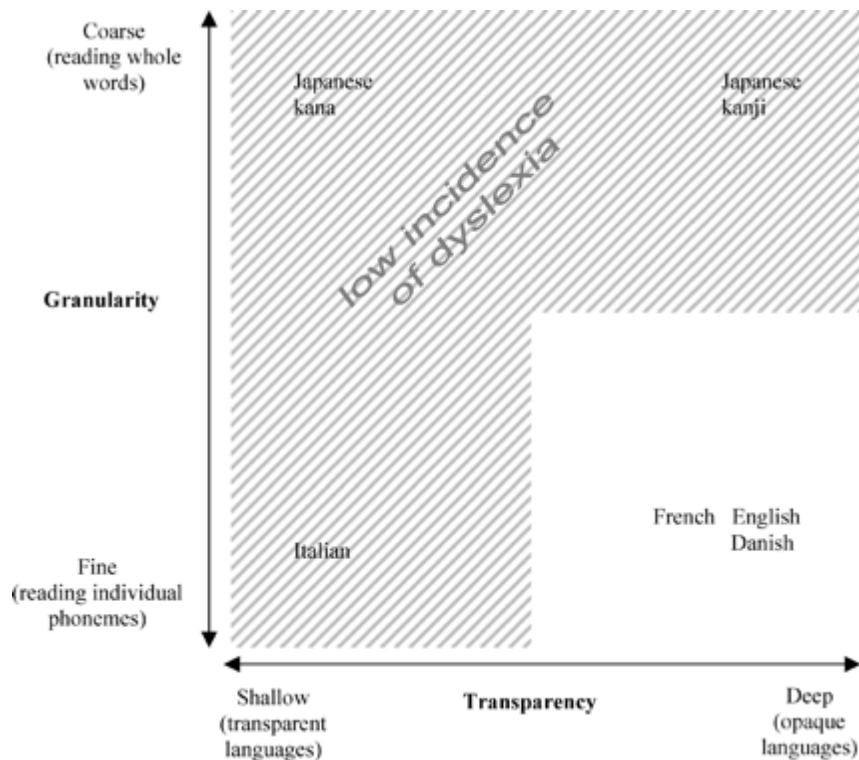 Coarse
(reading whole
words)
Japanese
kana
Japanese
kanji
low incidence
of dyslexia
Granularity
French English
Danish
Italian
Fine
(reading individual
phonemes)
Shallow
(transparent
languages)
Transparency
Deep
(opaque
languages)